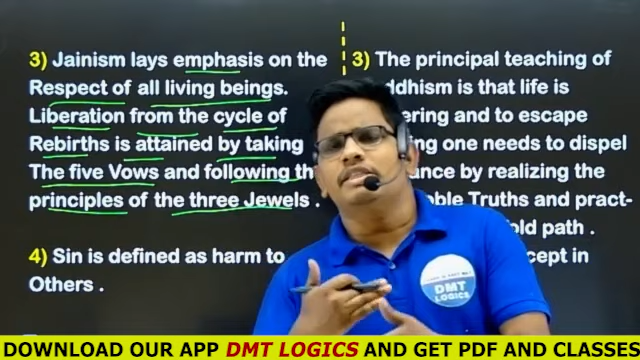 3) Jainism lays emphasis on the
Respect of all living beings.
Liberation from the cycle of
Rebirths is attained by taking
The five Vows and following th
principles of the three Jewels .
4) Sin is defined as harm to
Others .
3) The principal teaching of
ddhism is that life is
ering and to escape
ng one needs to dispel
ance by realizing the
oble Truths and pract-
old path .
cept in
DMT
LOGICS
DOWNLOAD OUR APP DMT LOGICS AND GET PDF AND CLASSES